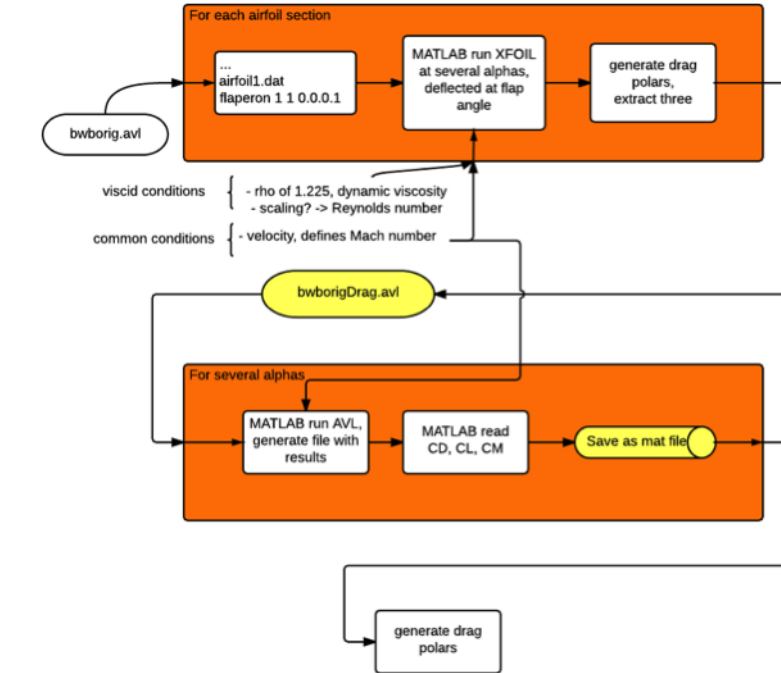 For each airfoil section
...
airfoil1.dat
flaperon 1 1 0.0.0.1
MATLAB run XFOIL
at several alphas,
deflected at flap
angle
generate drag
polars,
extract three
bwborig.avl
viscid conditions
- rho of 1.225, dynamic viscosity
- scaling? -> Reynolds number
common conditions
- velocity, defines Mach number
bwborigDrag.avl
For several alphas
MATLAB run AVL,
generate file with
results
MATLAB read
CD, CL, CM
Save as mat file
generate drag
polars